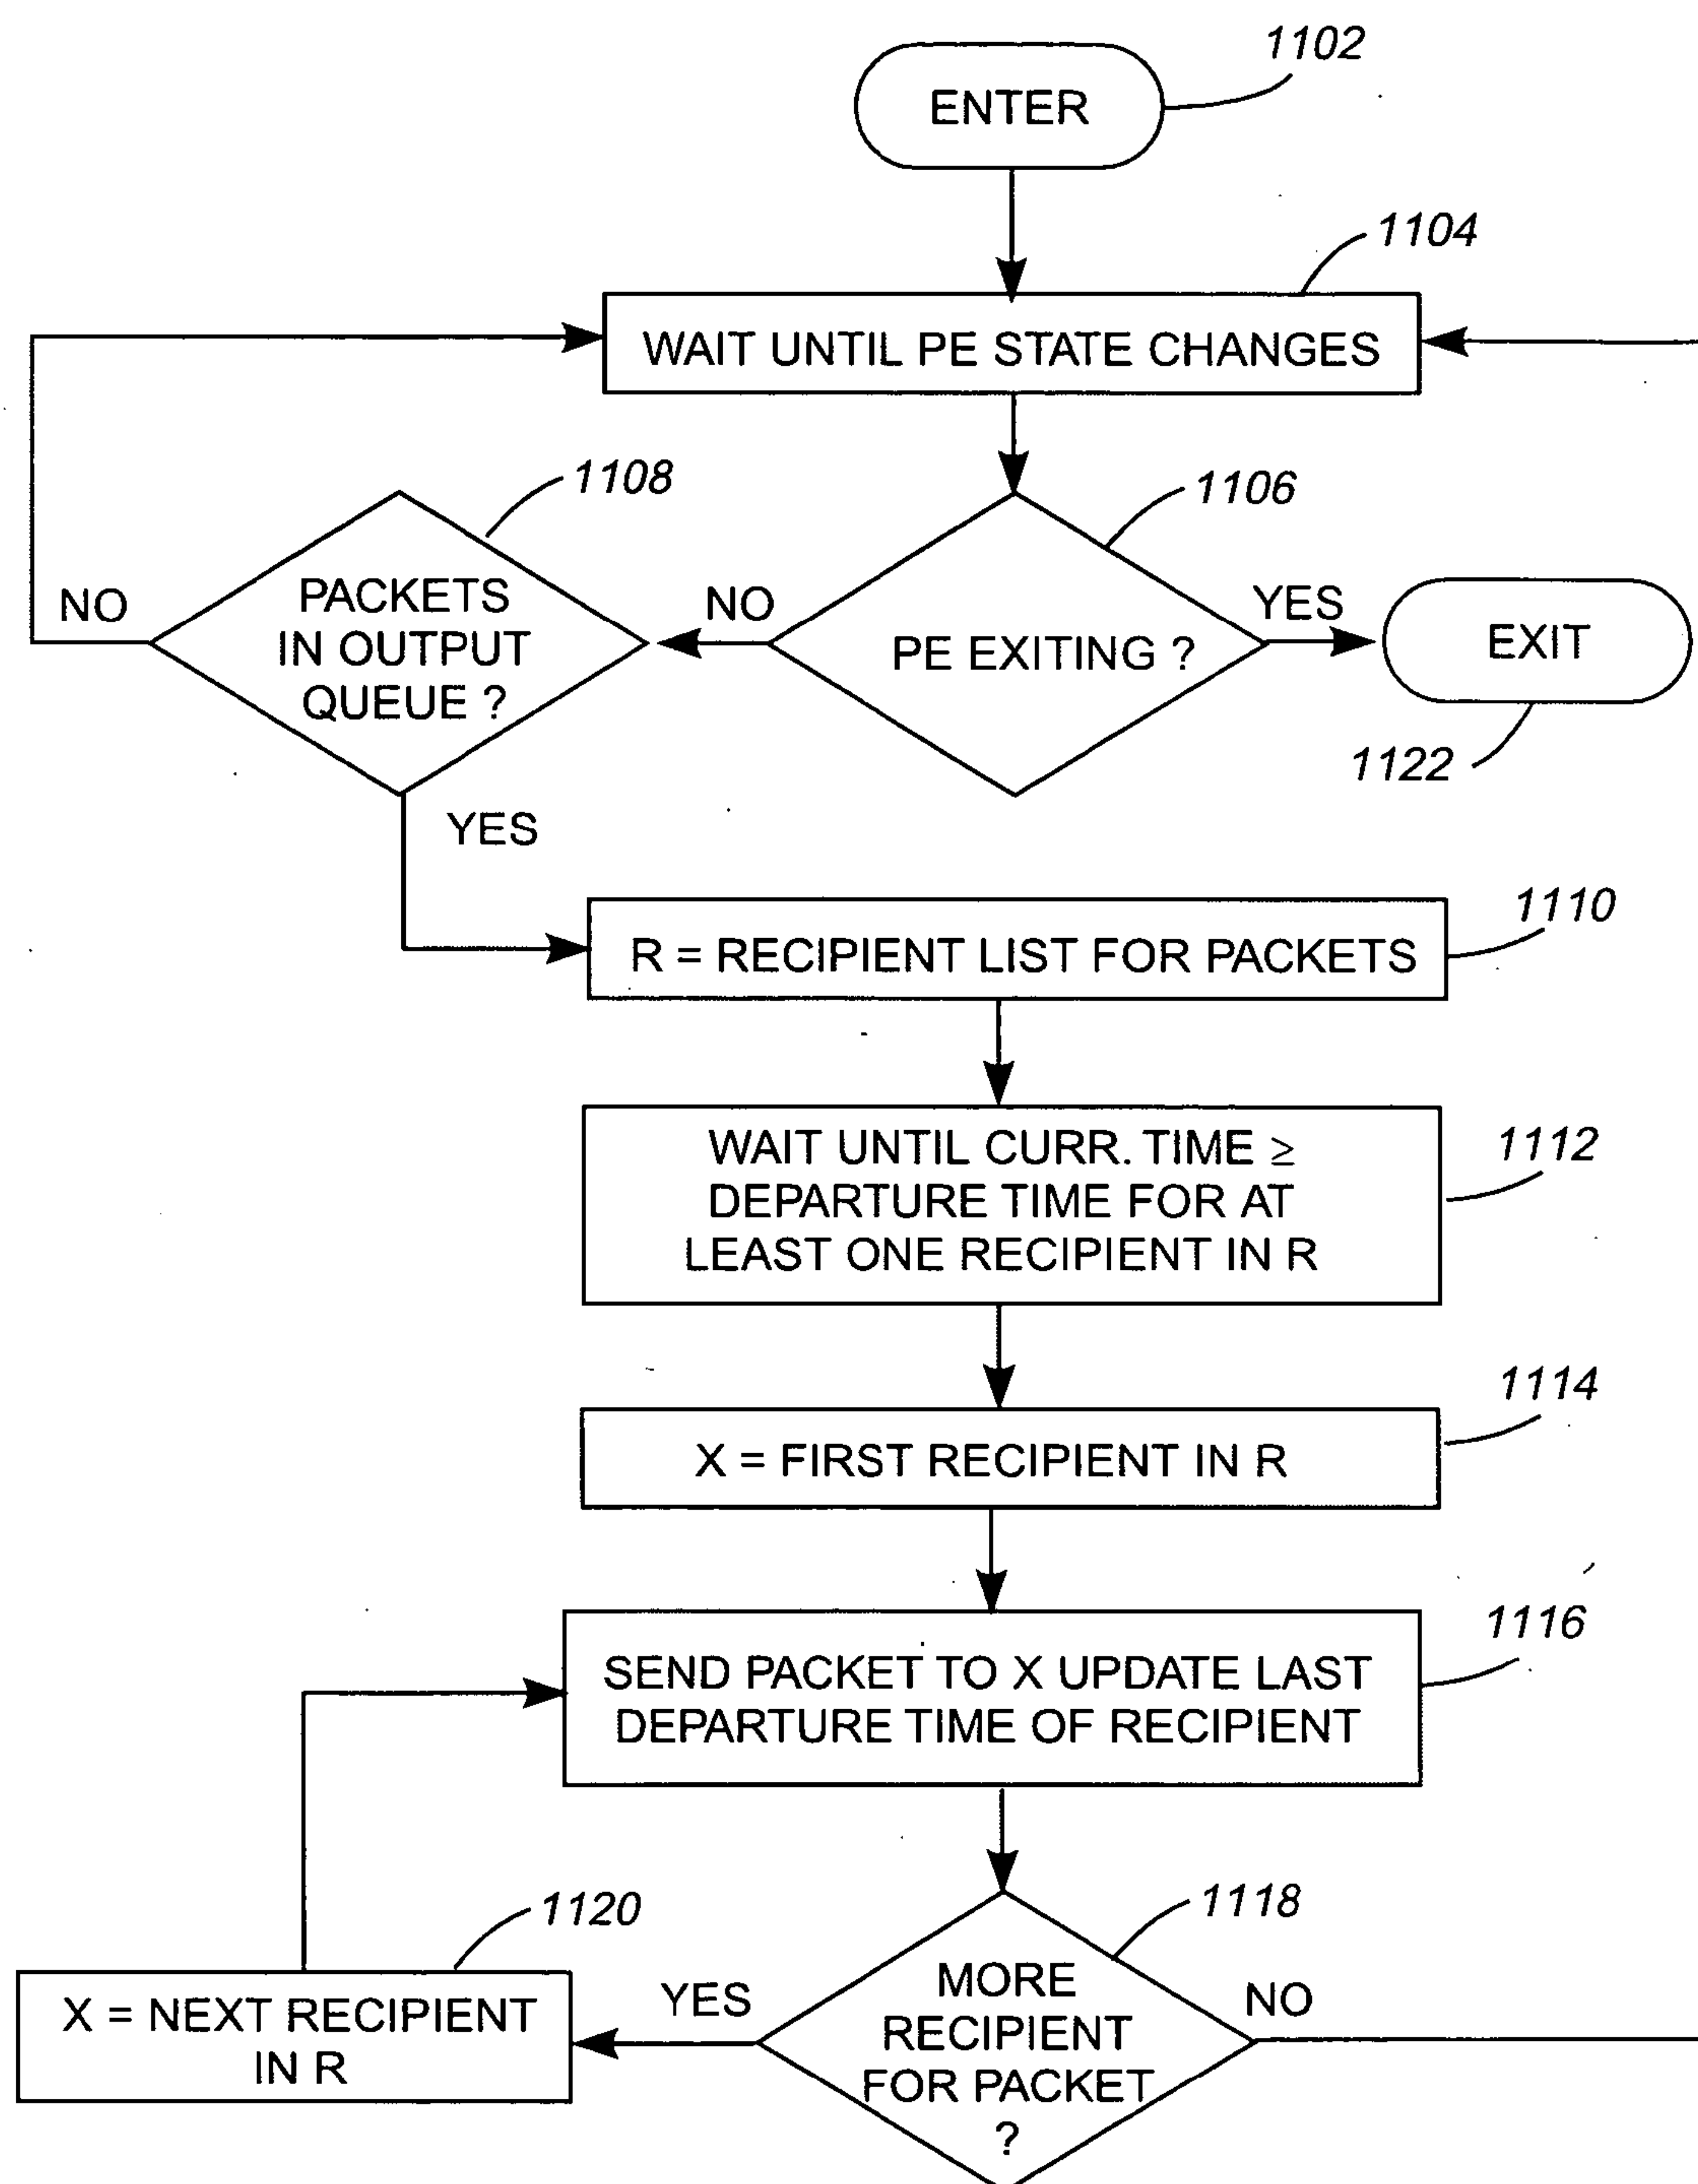 1102
ENTER
1104
WAIT UNTIL PE STATE CHANGES
1108
1106
NO
PACKETS
IN OUTPUT
QUEUE ?
NO
PE EXITING ?
YES
EXIT
1122
YES
1110
R = RECIPIENT LIST FOR PACKETS
1112
WAIT UNTIL CURR. TIME ≥
DEPARTURE TIME FOR AT
LEAST ONE RECIPIENT IN R
1114
X = FIRST RECIPIENT IN R
1116
SEND PACKET TO X UPDATE LAST
DEPARTURE TIME OF RECIPIENT
1120
1118
X = NEXT RECIPIENT
IN R
YES
MORE
RECIPIENT
FOR PACKET
?
NO